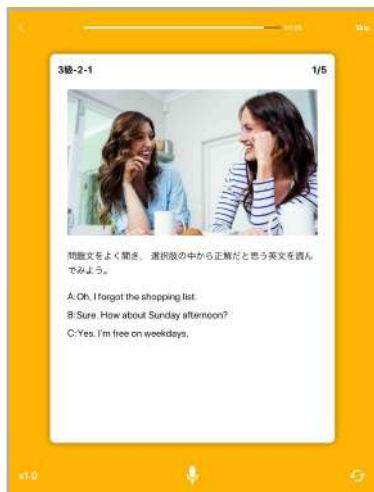 Skip
3級-2-1
1/5
問題文をよく聞き、 選択肢の中から正解だと思う英文を読ん
でみよう。
A:Oh, I forgot the shopping list.
B:Sure. How about Sunday afternoon?
C:Yes. I'm free on weekdays.
x1.0